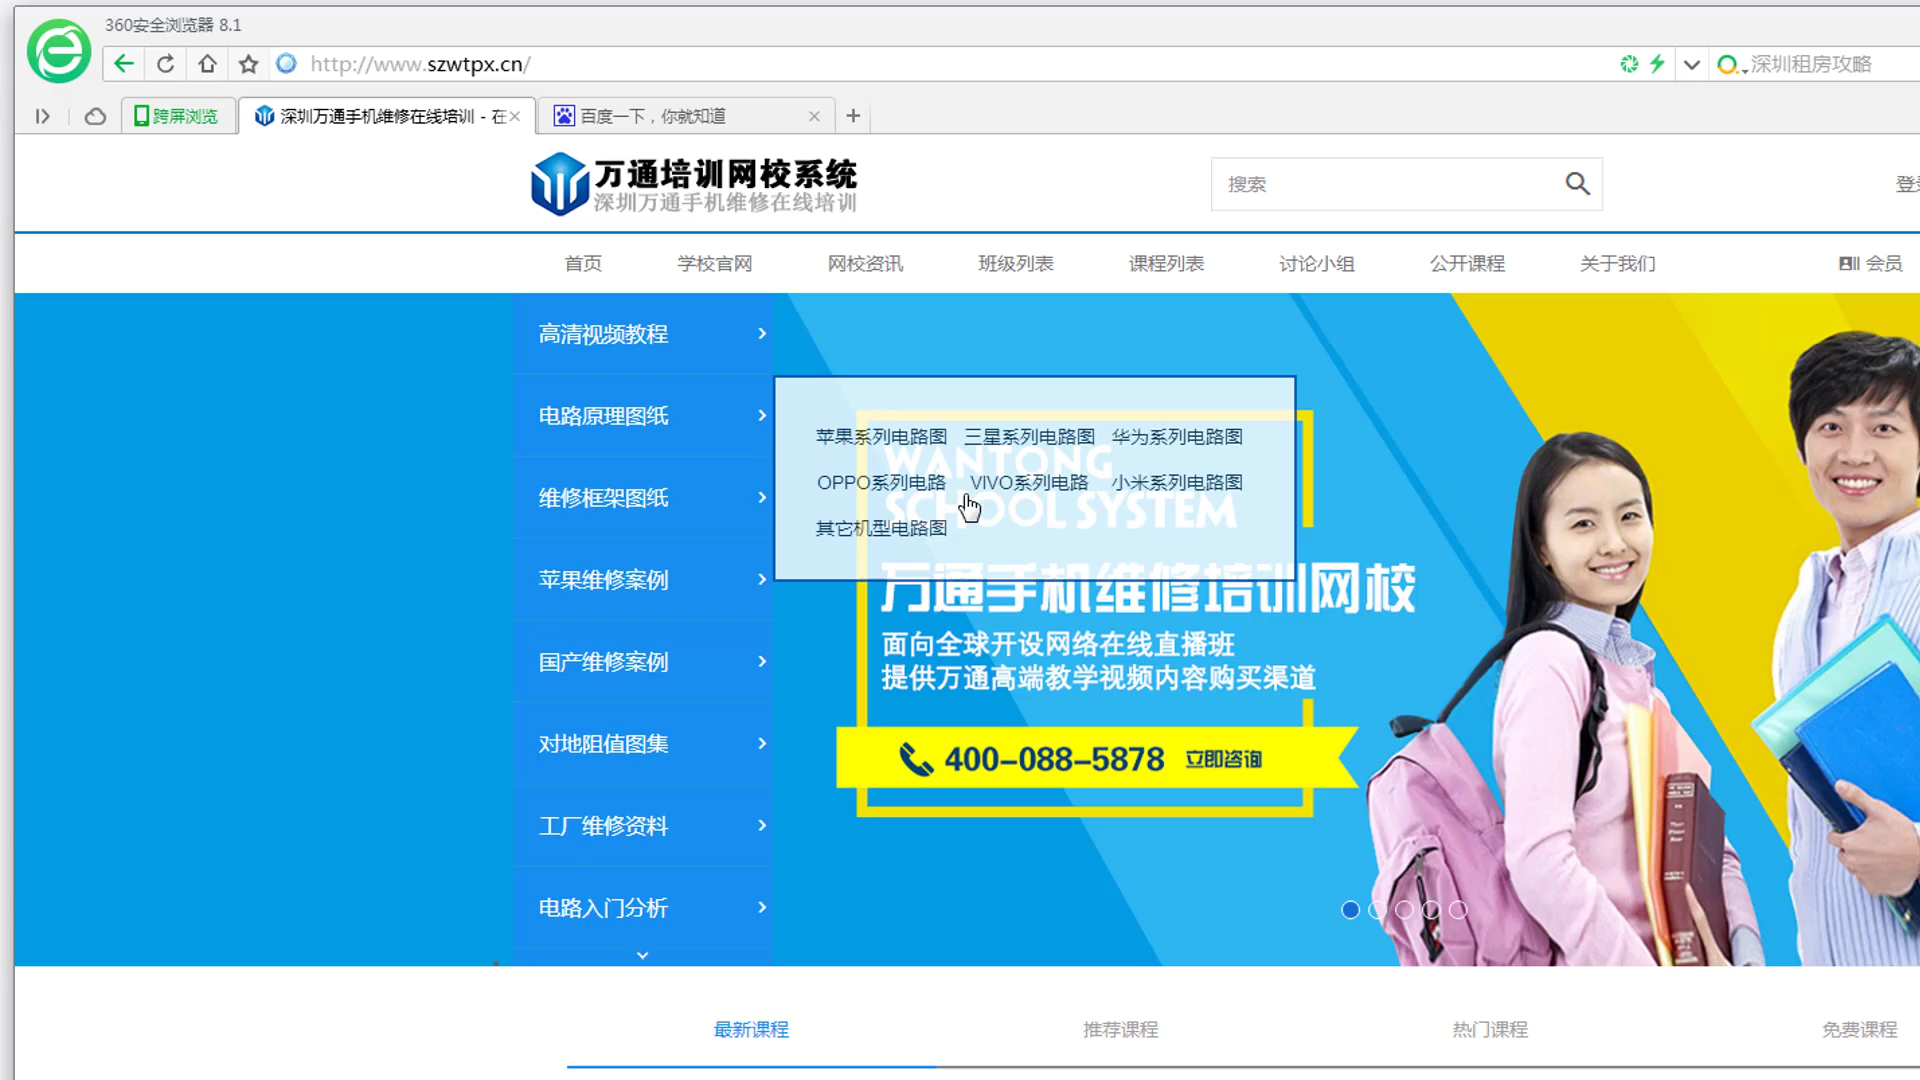 360安全浏览器 8.1
http://www.szwtpx.cn/
深圳租房攻略
跨屏浏览
深圳万通手机维修在线培训 - 在
百度一下，你就知道
万通培训网校系统
深圳万通手机维修在线培训
搜索
首页 学校官网 网校资讯 班级列表 课程列表 讨论小组 公开课程 关于我们 会员
高清视频教程
电路原理图纸
维修框架图纸
苹果维修案例
国产维修案例
对地阻值图集
工厂维修资料
电路入门分析
苹果系列电路图 三星系列电路图 华为系列电路图
OPPO系列电路 VIVO系列电路 小米系列电路图
其它机型电路图
WANTONG
SCHOOL SYSTEM
万通手机维修培训网校
面向全球开设网络在线直播班
提供万通高端教学视频内容购买渠道
400-088-5878 立即咨询
最新课程 推荐课程 热门课程 免费课程